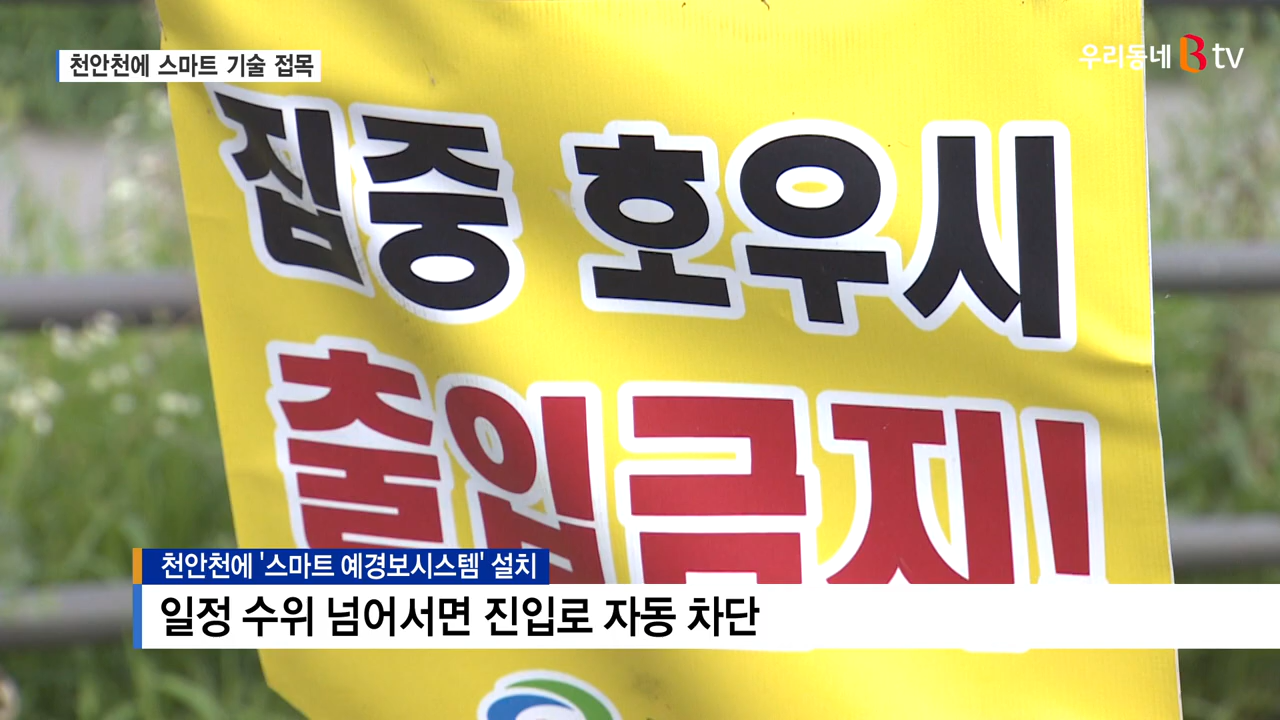 천안천에 스마트 기술 접목
우리동네 B tv
집중 호우시
출입금지!
천안천에 '스마트 예경보시스템' 설치
일정 수위 넘어서면 진입로 자동 차단